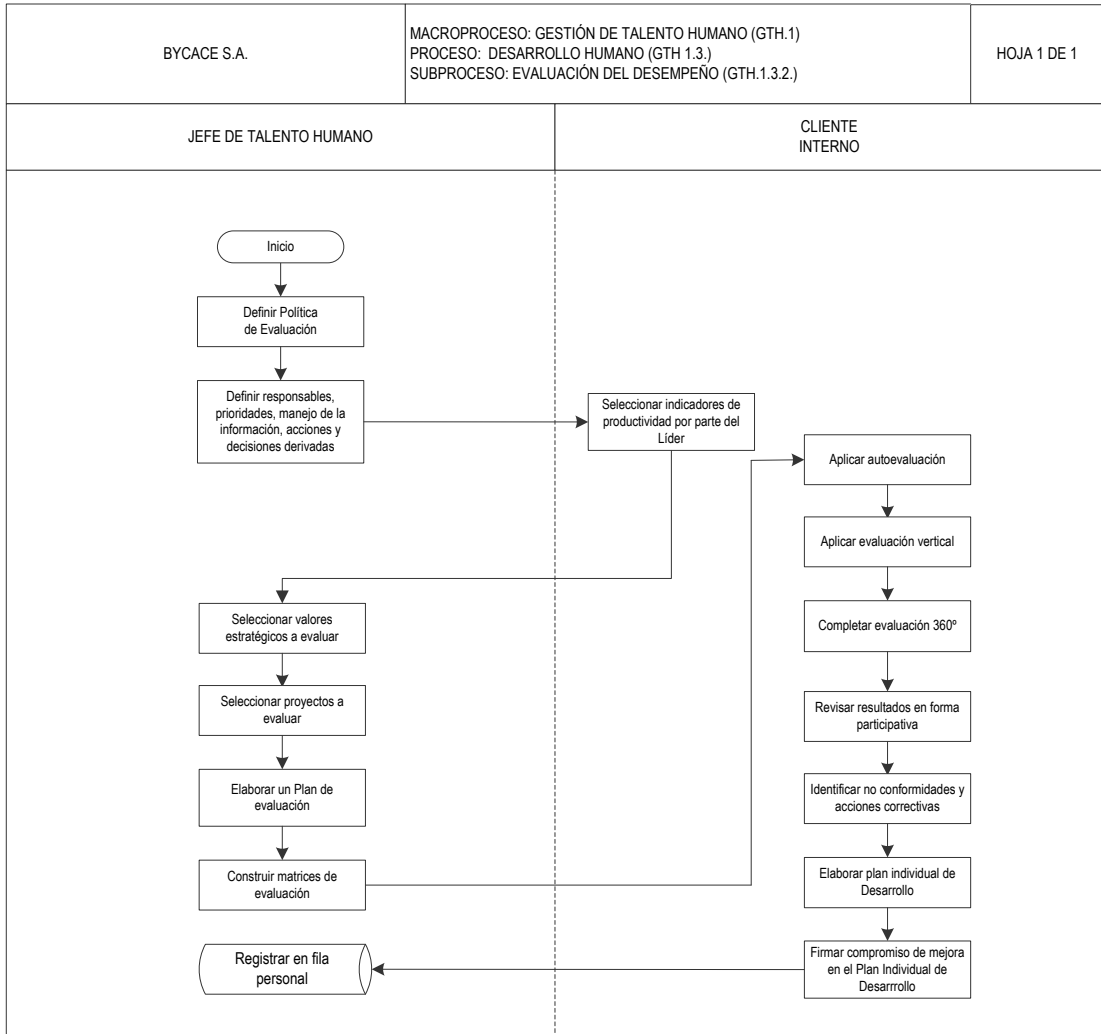 BYCACE S.A.
MACROPROCESO: GESTIÓN DE TALENTO HUMANO (GTH.1)
PROCESO:  DESARROLLO HUMANO (GTH 1.3.)
SUBPROCESO: EVALUACIÓN DEL DESEMPEÑO (GTH.1.3.2.)
HOJA 1 DE 1
JEFE DE TALENTO HUMANO
CLIENTE
INTERNO
Inicio
Definir Política
de Evaluación
Definir responsables,
prioridades, manejo de la
información, acciones y
decisiones derivadas
Seleccionar indicadores de
productividad por parte del
Líder
Seleccionar valores
estratégicos a evaluar
Seleccionar proyectos a
evaluar
Elaborar un Plan de
evaluación
Construir matrices de
evaluación
Aplicar autoevaluación
Aplicar evaluación vertical
Completar evaluación 360º
Revisar resultados en forma
participativa
Identificar no conformidades y
acciones correctivas
Elaborar plan individual de
Desarrollo
Firmar compromiso de mejora
en el Plan Individual de
Desarrrollo
Registrar en fila
personal